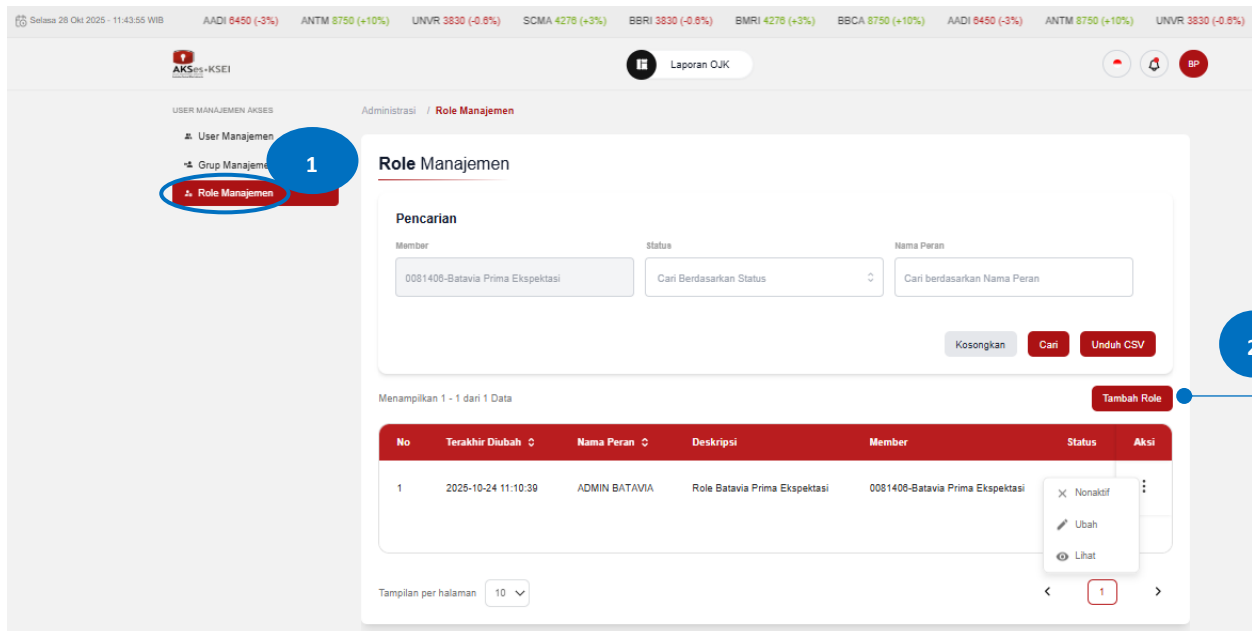 Selasa 28 Okt 2025 - 11:43:55 WIB AADI 6450 (-3%) ANTM 8750 (+10%) UNVR 3830 (-0.6%) SCMA 4276 (+3%) BBRI 3830 (-0.6%) BMRI 4276 (+3%) BBCA 8750 (+10%) AADI 6450 (-3%) ANTM 8750 (+10%) UNVR 3830 (-0.6%)
AKSes-KSEI Laporan OJK BP
USER MANAJEMEN AKSES
User Manajemen
Grup Manajeme
1
Role Manajemen
Administrasi / Role Manajemen
Role Manajemen
Pencarian
Member Status Nama Peran
0081406-Batavia Prima Ekspektasi Cari Berdasarkan Status Cari berdasarkan Nama Peran
Kosongkan Cari Unduh CSV
2
Menampilkan 1 - 1 dari 1 Data Tambah Role
No Terakhir Diubah Nama Peran Deskripsi Member Status Aksi
1 2025-10-24 11:10:39 ADMIN BATAVIA Role Batavia Prima Ekspektasi 0081406-Batavia Prima Ekspektasi
Nonaktif
Ubah
Lihat
Tampilan per halaman 10 1